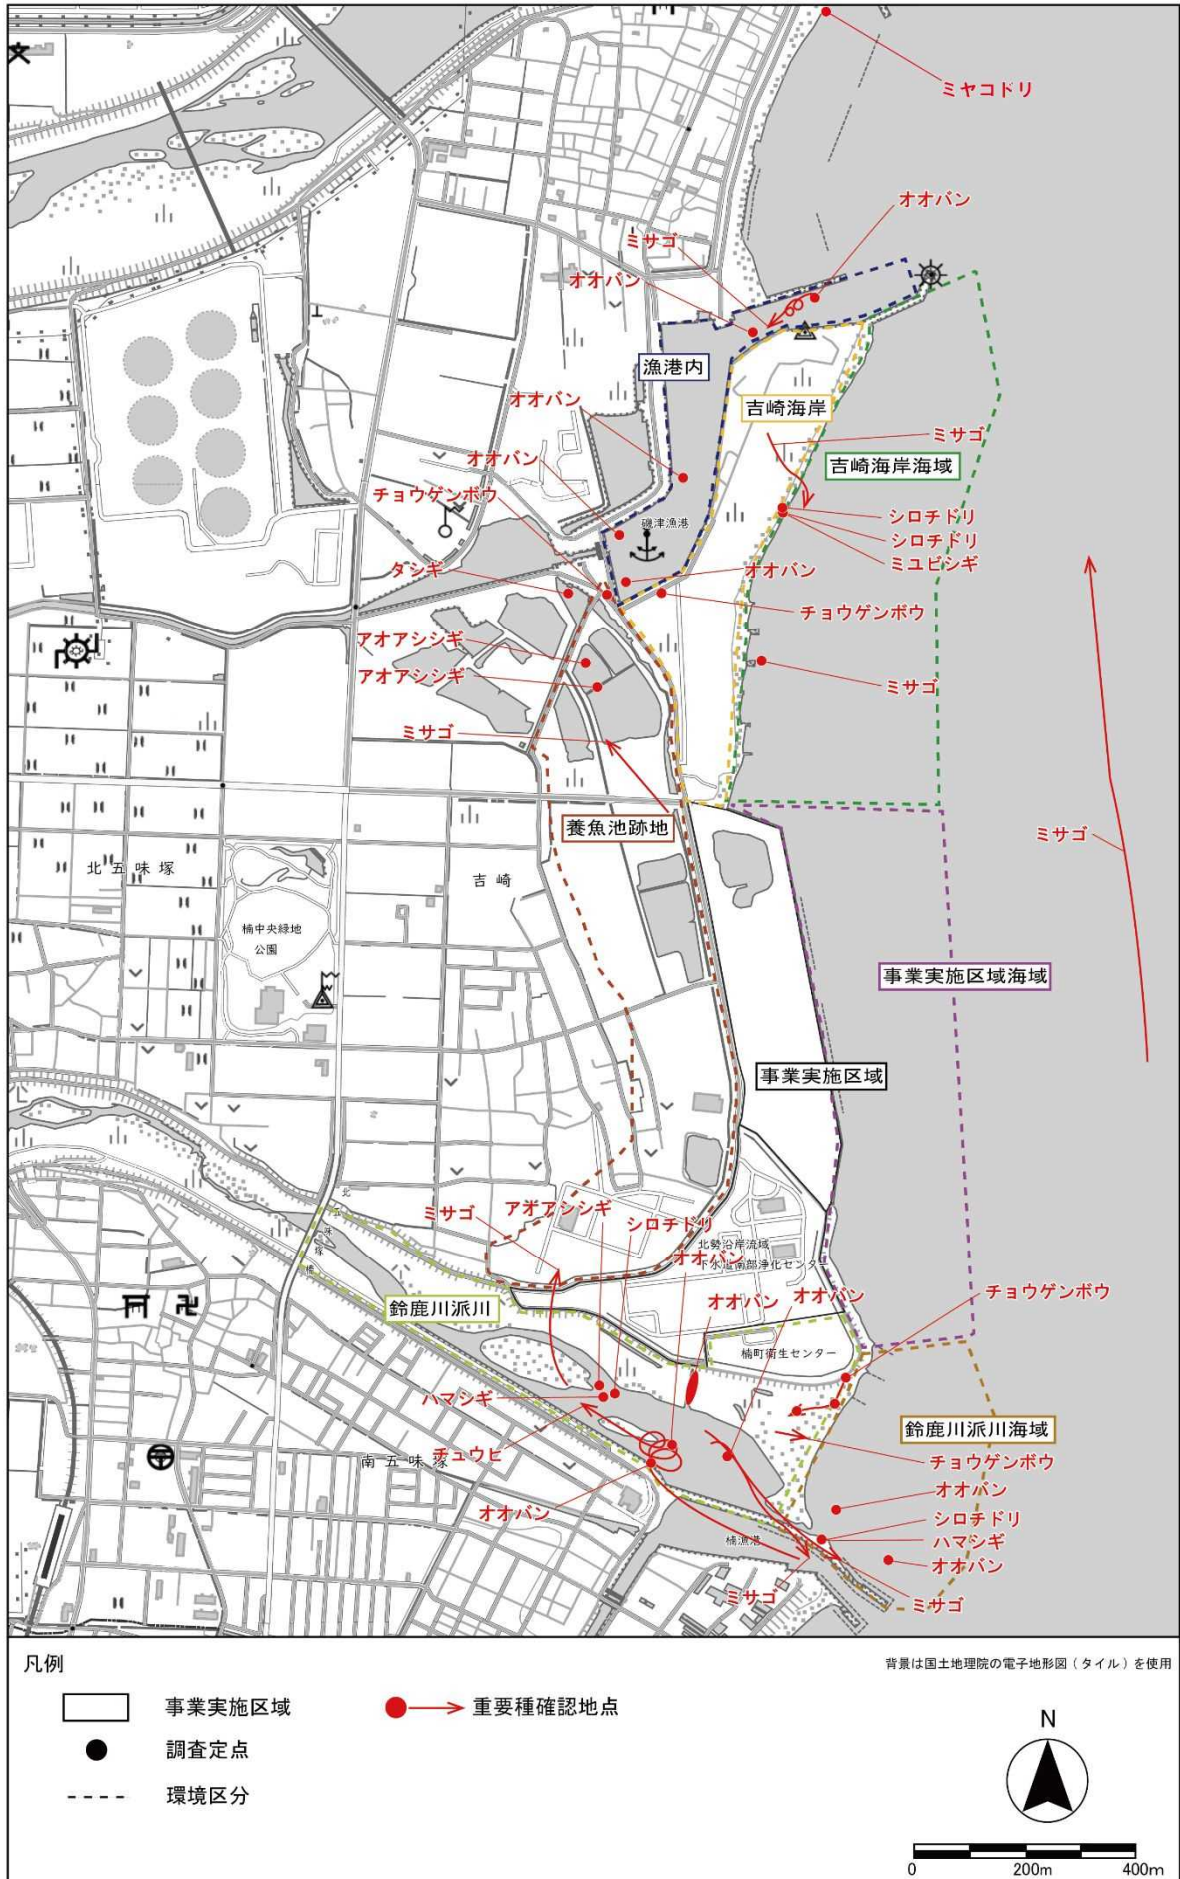 ミヤコドリ
オオバン
ミサゴ
オオバン
漁港内
オオバン
吉崎海岸
ミサゴ
オオバン
吉崎海岸海域
チョウゲンボウ
シロチドリ
磯津漁港
シロチドリ
ミユビシギ
タシギ
オオバン
チョウゲンボウ
アオアシシギ
アオアシシギ
ミサゴ
ミサゴ
養魚池跡地
ミサゴ
北五味塚
吉崎
楠中央緑地
公園
事業実施区域海域
事業実施区域
ミサゴ
アオアシシギ
シロチドリ
北五味塚橋
北勢沿岸流域
下水道南部浄化センター
オオバン
オオバン
オオバン
チョウゲンボウ
鈴鹿川派川
楠町衛生センター
ハマシギ
鈴鹿川派川海域
チュウヒ
南五味塚
チョウゲンボウ
オオバン
オオバン
シロチドリ
楠漁港
ハマシギ
オオバン
ミサゴ
ミサゴ
凡例
背景は国土地理院の電子地形図(タイル)を使用
事業実施区域
重要種確認地点
調査定点
環境区分
N
0 200m 400m